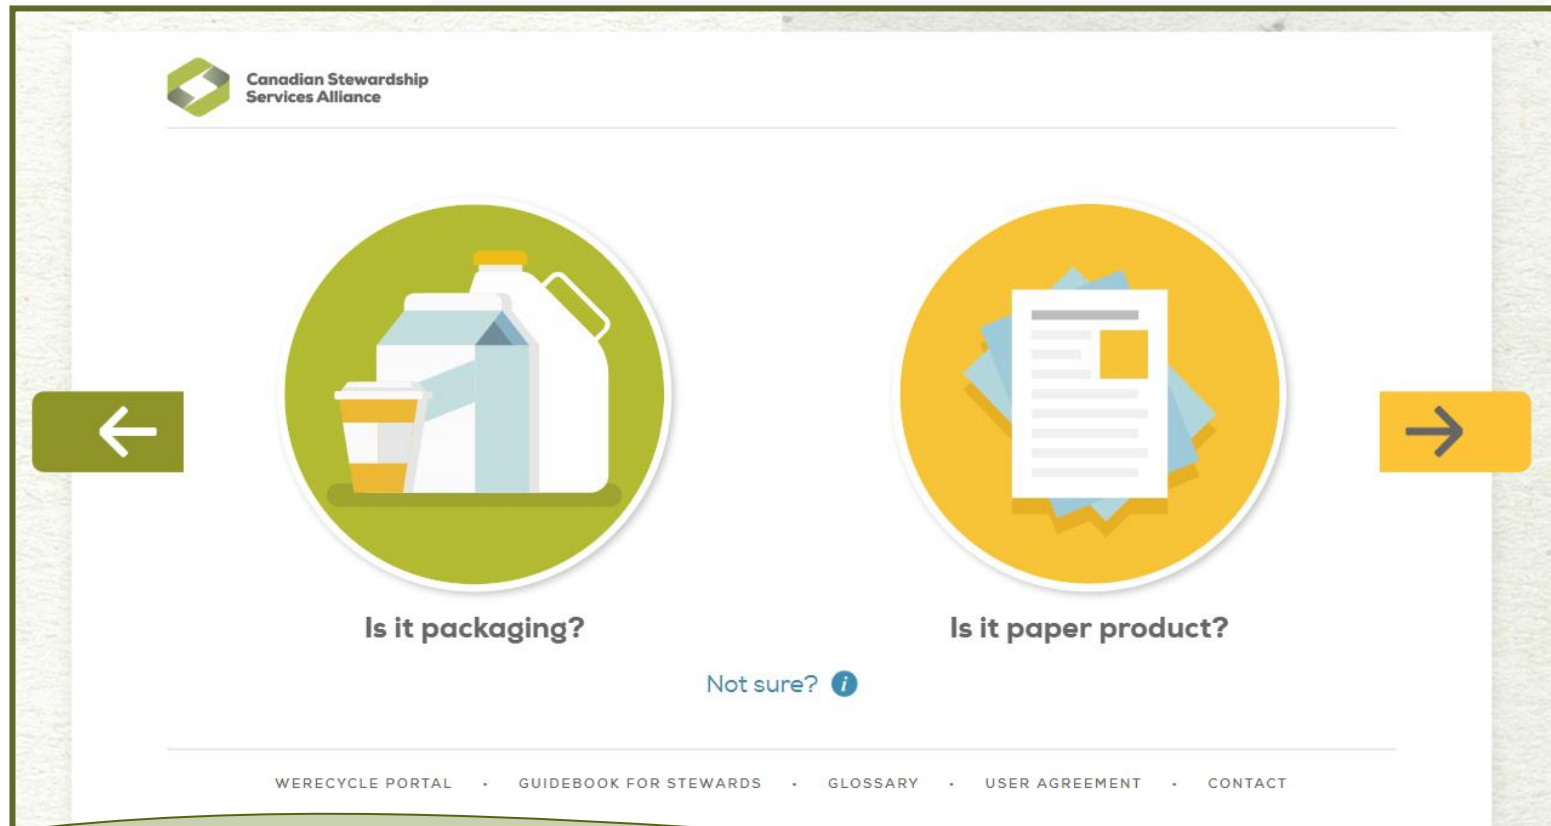 Canadian Stewardship
Services Alliance
Is it packaging?
Is it paper product?
Not sure? i
WERECYCLE PORTAL - GUIDEBOOK FOR STEWARDS - GLOSSARY - USER AGREEMENT - CONTACT